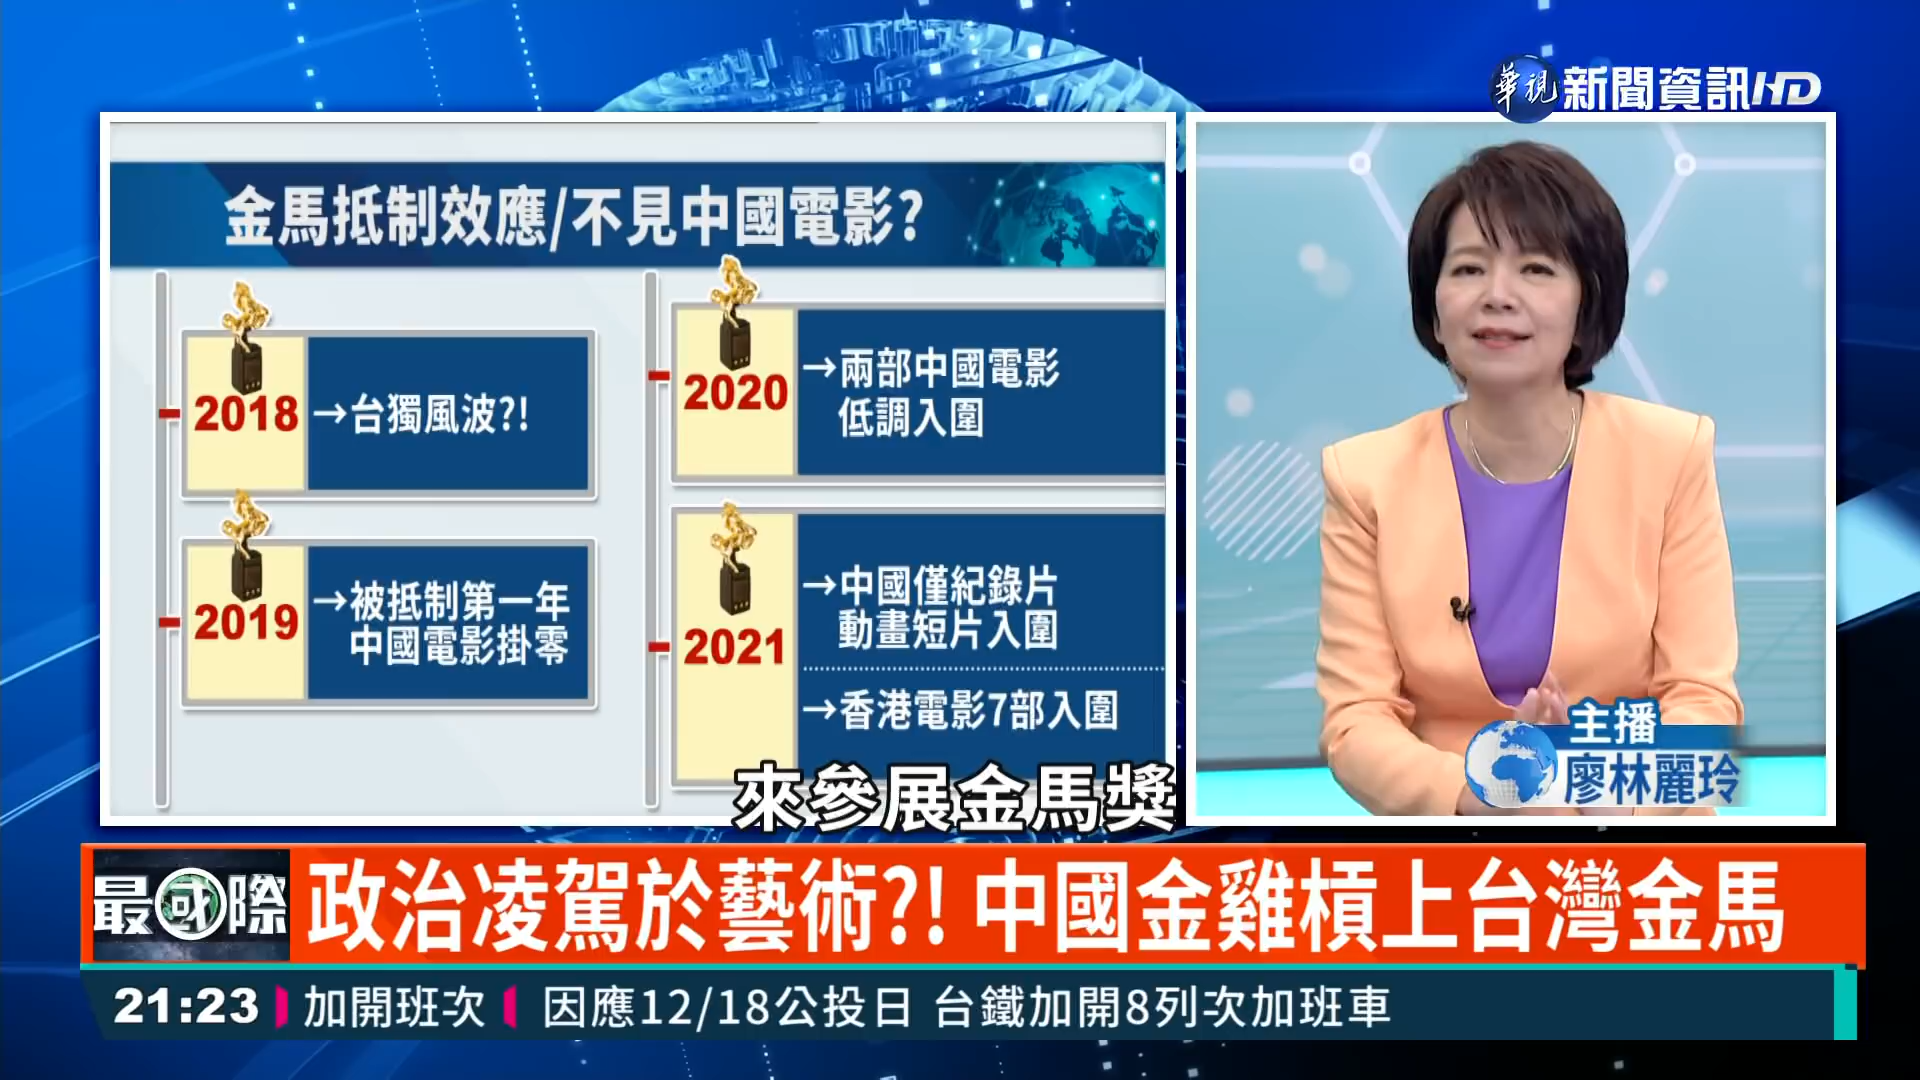 華視 新聞資訊HD
金馬抵制效應/不見中國電影?
2018
→台獨風波?!
2019
→被抵制第一年
中國電影掛零
2020
→兩部中國電影
低調入圍
2021
→中國僅紀錄片
動畫短片入圍
→香港電影7部入圍
主播
廖林麗玲
來參展金馬獎
最國際
政治凌駕於藝術?! 中國金雞槓上台灣金馬
21:23 加開班次 因應12/18公投日 台鐵加開8列次加班車